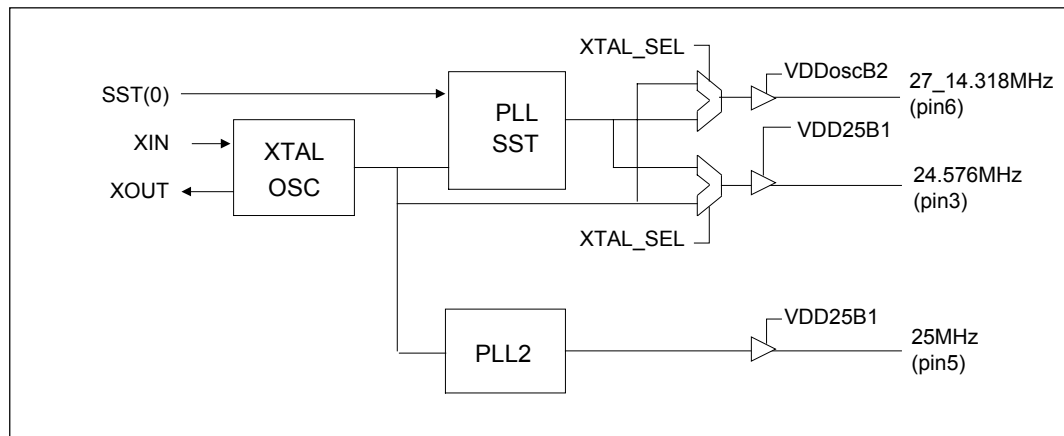 XTAL_SEL
VDDoscB2
27_14.318MHz
(pin6)
SST(0)
PLL
SST
XIN
XTAL
OSC
XOUT
VDD25B1
24.576MHz
(pin3)
XTAL_SEL
VDD25B1
PLL2
25MHz
(pin5)